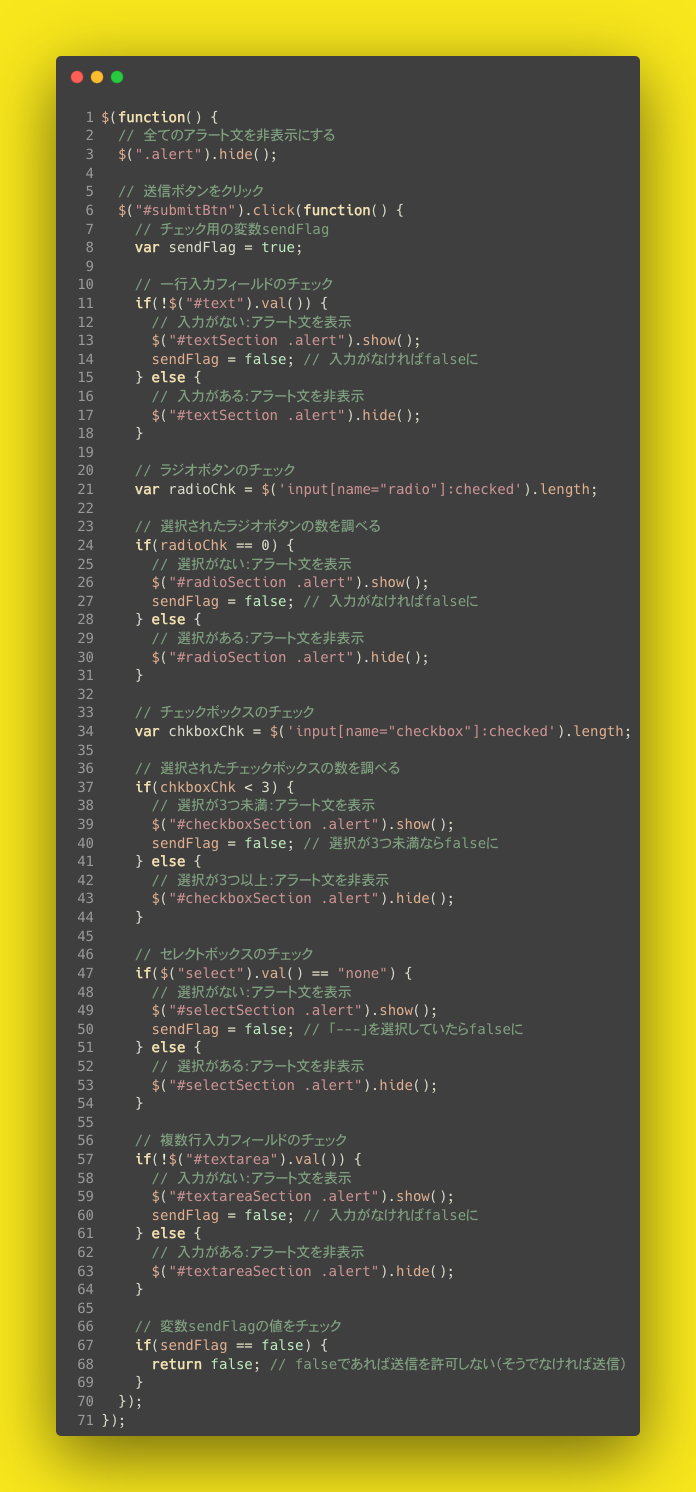 1 $(function() {
2   // 全てのアラート文を非表示にする
3   $(".alert").hide();
4
5   // 送信ボタンをクリック
6   $("#submitBtn").click(function() {
7     // チェック用の変数sendFlag
8     var sendFlag = true;
9
10     // 一行入力フィールドのチェック
11     if(!$("#text").val()) {
12       // 入力がない:アラート文を表示
13       $("#textSection .alert").show();
14       sendFlag = false; // 入力がなければfalseに
15     } else {
16       // 入力がある:アラート文を非表示
17       $("#textSection .alert").hide();
18     }
19
20     // ラジオボタンのチェック
21     var radioChk = $('input[name="radio"]:checked').length;
22
23     // 選択されたラジオボタンの数を調べる
24     if(radioChk == 0) {
25       // 選択がない:アラート文を表示
26       $("#radioSection .alert").show();
27       sendFlag = false; // 入力がなければfalseに
28     } else {
29       // 選択がある:アラート文を非表示
30       $("#radioSection .alert").hide();
31     }
32
33     // チェックボックスのチェック
34     var chkboxChk = $('input[name="checkbox"]:checked').length;
35
36     // 選択されたチェックボックスの数を調べる
37     if(chkboxChk < 3) {
38       // 選択が3つ未満:アラート文を表示
39       $("#checkboxSection .alert").show();
40       sendFlag = false; // 選択が3つ未満ならfalseに
41     } else {
42       // 選択が3つ以上:アラート文を非表示
43       $("#checkboxSection .alert").hide();
44     }
45
46     // セレクトボックスのチェック
47     if($("select").val() == "none") {
48       // 選択がない:アラート文を表示
49       $("#selectSection .alert").show();
50       sendFlag = false; // 「---」を選択していたらfalseに
51     } else {
52       // 選択がある:アラート文を非表示
53       $("#selectSection .alert").hide();
54     }
55
56     // 複数行入力フィールドのチェック
57     if(!$("#textarea").val()) {
58       // 入力がない:アラート文を表示
59       $("#textareaSection .alert").show();
60       sendFlag = false; // 入力がなければfalseに
61     } else {
62       // 入力がある:アラート文を非表示
63       $("#textareaSection .alert").hide();
64     }
65
66     // 変数sendFlagの値をチェック
67     if(sendFlag == false) {
68       return false; // falseであれば送信を許可しない(そうでなければ送信)
69     }
70   });
71 });